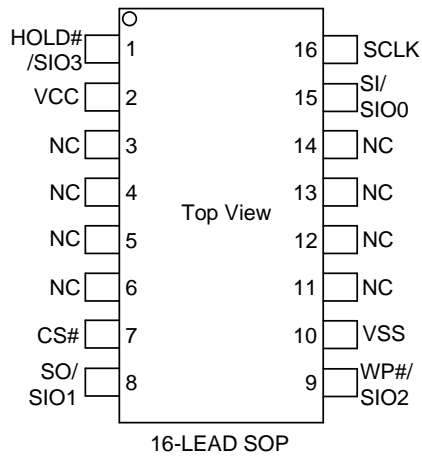 HOLD#
/SIO3
1
16
SCLK
VCC
2
15
SI/
SIO0
NC
3
14
NC
NC
4
13
NC
Top View
NC
5
12
NC
NC
6
11
NC
CS#
7
10
VSS
SO/
SIO1
8
9
WP#/
SIO2
16-LEAD SOP